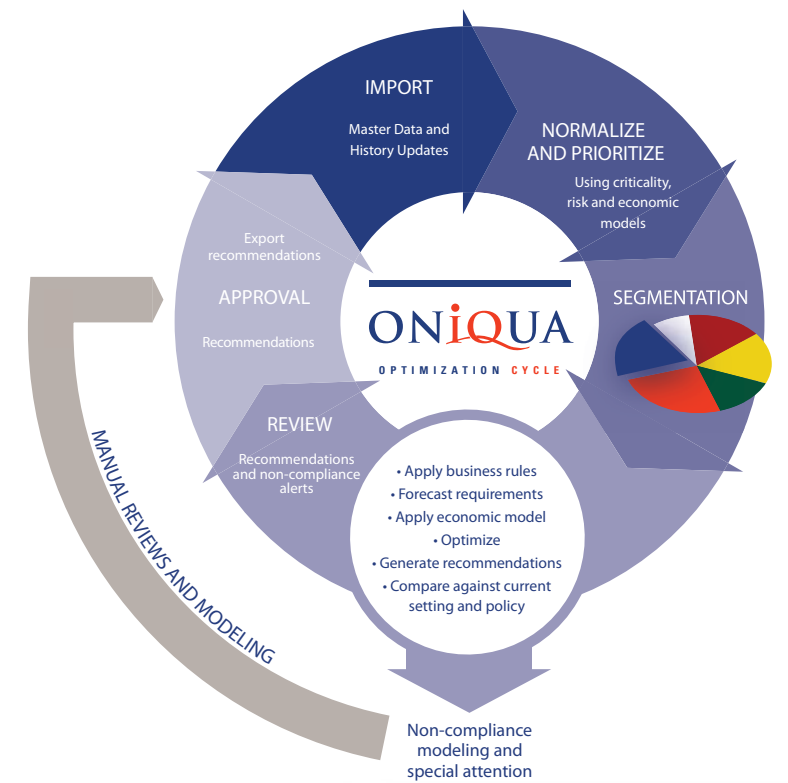 IMPORT
Master Data and
History Updates
NORMALIZE
AND PRIORITIZE
Using criticality,
risk and economic
models
SEGMENTATION
Export
recommendations
APPROVAL
Recommendations
ONiQUA
OPTIMIZATION CYCLE
REVIEW
Recommendations
and non-compliance
alerts
• Apply business rules
• Forecast requirements
• Apply economic model
• Optimize
• Generate recommendations
• Compare against current
setting and policy
MANUAL REVIEWS AND MODELING
Non-compliance
modeling and
special attention